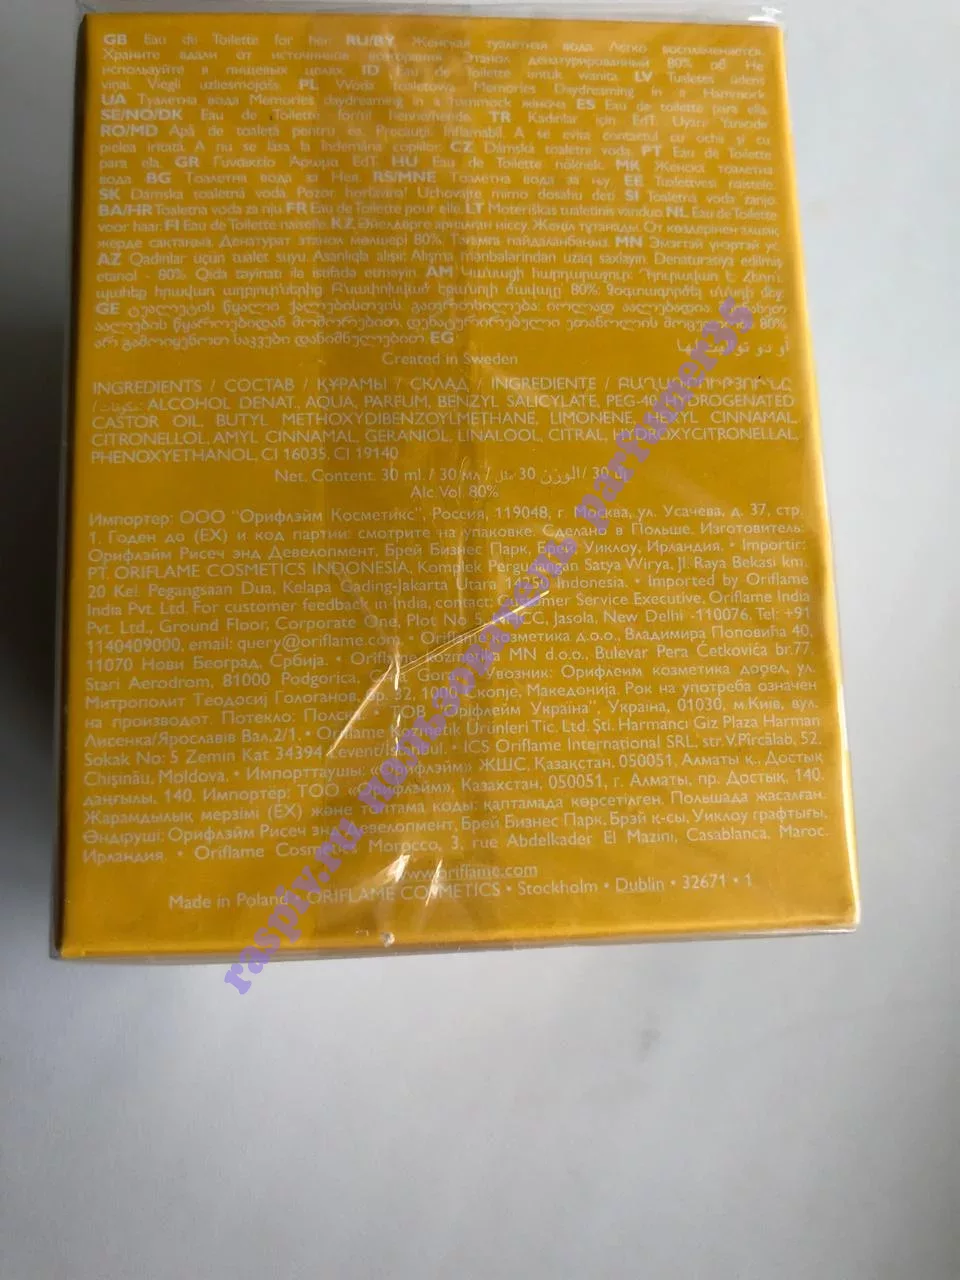 GB Eau de Toilette for her. RU/BY Женская туалетная вода. Легко воспламеняется.
Храните вдали от источников возгорания. Этанол денатурированный 80% об. Не
используйте в пищевых целях. ID Eau de Toilette untuk wanita. LV Tualetes ūdens
vinai. Viegli uzliesmojošs PL Woda toaletowa Memories Daydreaming in a Hammock
UA Туалетна вода Memories daydreaming in a hammock жіноча ES Eau de toilette para ella.
SE/NO/DK Eau de Toilette for/til henne/hende. TR Kadınlar için EdT. Uyarı: Yanıcıdır
RO/MD Apă de toaletă pentru ea. Precauţii. Inflamabil. A se evita contactul cu ochii şi cu
pielea iritată. A nu se lăsa la îndemâna copiilor. CZ Dámská toaletní voda. PT Eau de Toilette
para ela. GR Γυναικείο Άρωμα EdT. HU Eau de Toilette nőknek. MK Женска тоалетна
вода BG Тоалетна вода за Нея. RS/MNE Тоалетна вода за њу. EE Tualettvesi naistele.
SK Dámska toaletná voda Pozor horľavina! Uchovajte mimo dosahu detí SI Toaletna voda zanjo.
BA/HR Toaletna voda za nju FR Eau de Toilette pour elle. LT Moteriškas tualetinis vanduo. NL Eau de Toilette
voor haar. FI Eau de Toilette naiselle. KZ Әйелдерге арналған иіссу. Жеңіл тұтанады. От көздерінен алшақ
жерде сақтаңыз. Денатурат этанол мөлшері 80%. Тағамға пайдаланбаңыз. MN Эмэгтэй үнэртэй ус.
AZ Qadınlar üçün tualet suyu. Asanlıqla alışır. Alışma mənbələrindən uzaq saxlayın. Denaturasiya edilmiş
etanol - 80% Qida təyinatı ilə istifadə etməyin AM
80%
GE
80%
EG
أو دو تواليت لها
Created in Sweden
INGREDIENTS / СОСТАВ / ҚҰРАМЫ / СКЛАД / INGREDIENTE / ԲԱՂԱԴՐՈՒԹՅՈՒՆԸ
/ مكونات: ALCOHOL DENAT., AQUA, PARFUM, BENZYL SALICYLATE, PEG-40 HYDROGENATED
CASTOR OIL, BUTYL METHOXYDIBENZOYLMETHANE, LIMONENE, HEXYL CINNAMAL,
CITRONELLOL, AMYL CINNAMAL, GERANIOL, LINALOOL, CITRAL, HYDROXYCITRONELLAL,
PHENOXYETHANOL, CI 16035, CI 19140
Net. Content. 30 ml. / 30 мл / الوزن 30 مل / 30
Alc. Vol. 80%
Импортер: ООО "Орифлэйм Косметикс", Россия, 119048, г. Москва, ул. Усачева, д. 37, стр.
1. Годен до (EX) и код партии: смотрите на упаковке. Сделано в Польше. Изготовитель:
Орифлэйм Рисеч энд Девелопмент, Брей Бизнес Парк, Брей, Уиклоу, Ирландия. • Importir:
PT. ORIFLAME COSMETICS INDONESIA, Komplek Pergudangan Satya Wirya, Jl. Raya Bekasi km.
20 Kel. Pegangsaan Dua, Kelapa Gading-Jakarta Utara 14250 Indonesia. • Imported by Oriflame
India Pvt. Ltd. For customer feedback in India, contact: Customer Service Executive, Oriflame India
Pvt. Ltd., Ground Floor, Corporate One, Plot No 5, DHCC, Jasola, New Delhi -110076, Tel: +91
1140409000, email: query@oriflame.com. • Oriflame козметика д.о.о., Владимира Поповића 40,
11070 Нови Београд, Србија. • Oriflame Kozmetika MN d.o.o., Bulevar Pera Ćetkovića br.77,
Stari Aerodrom, 81000 Podgorica, Crna Gora. • Увозник: Орифлеим козметика дооел, ул.
Митрополит Теодосиј Гологанов, бр. 32, 1000 Скопје, Македонија. Рок на употреба означен
на производот. Потекло: Полска • ТОВ "Оріфлейм Україна", Україна, 01030, м.Київ, вул.
Лисенка/Ярославів Вал,2/1. • Oriflame Kozmetik Ürünleri Tic. Ltd. Şti. Harmancı Giz Plaza Harman
Sokak No: 5 Zemin Kat 34394 Levent/İstanbul. • ICS Oriflame International SRL, str. V.Pîrcălab, 52,
Chişinău, Moldova. • Импорттаушы: «Орифлэйм» ЖШС, Қазақстан, 050051, Алматы қ., Достық
даңғылы, 140. Импортер: ТОО «Орифлэйм», Казахстан, 050051, г. Алматы, пр. Достык, 140.
Жарамдылық мерзімі (EX) және топтама коды: қаптамада көрсетілген. Польшада жасалған.
Өндіруші: Орифлэйм Рисеч энд Девелопмент, Брей Бизнес Парк, Брэй қ-сы, Уиклоу графтығы,
Ирландия. • Oriflame Cosmetics Morocco, 3, rue Abdelkader El Mazini, Casablanca, Maroc.
www.oriflame.com
Made in Poland • ORIFLAME COSMETICS • Stockholm • Dublin • 32671 • 1